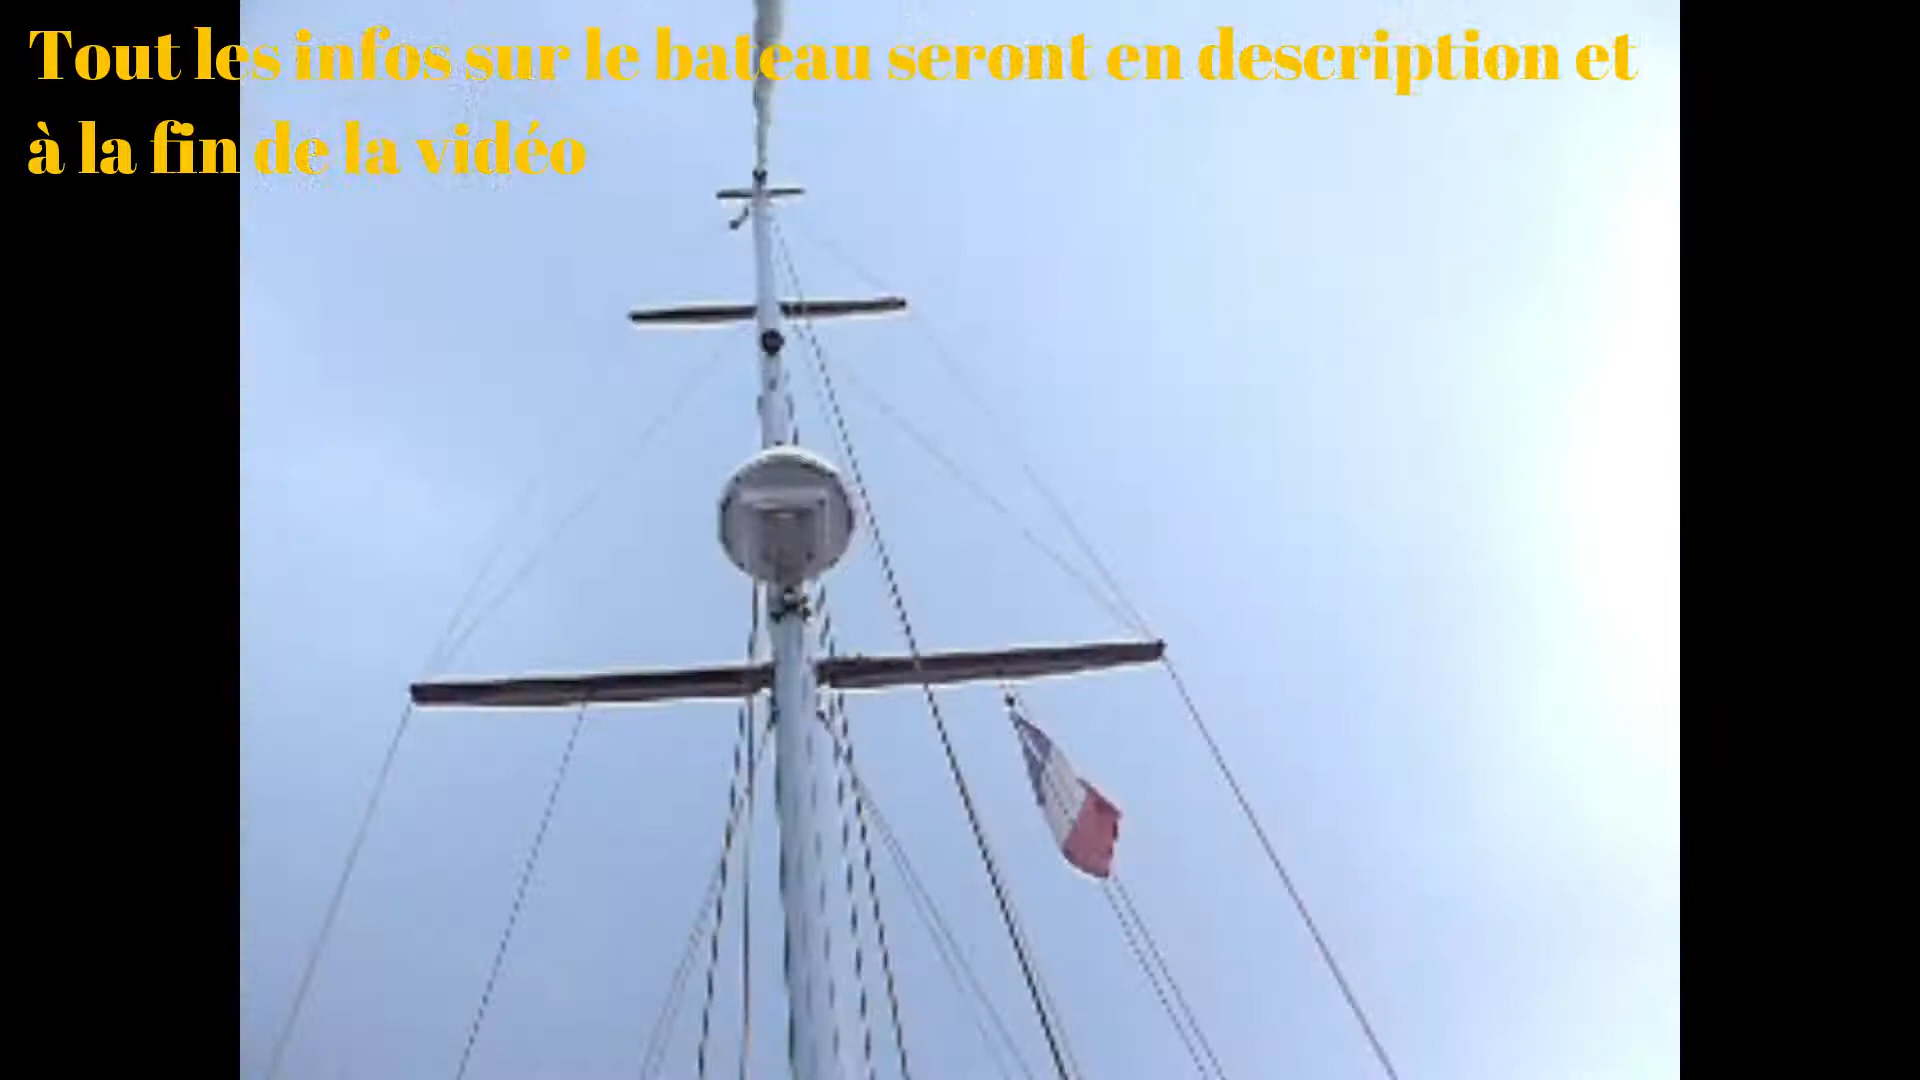 Tout les infos sur le bateau seront en description et
à la fin de la vidéo